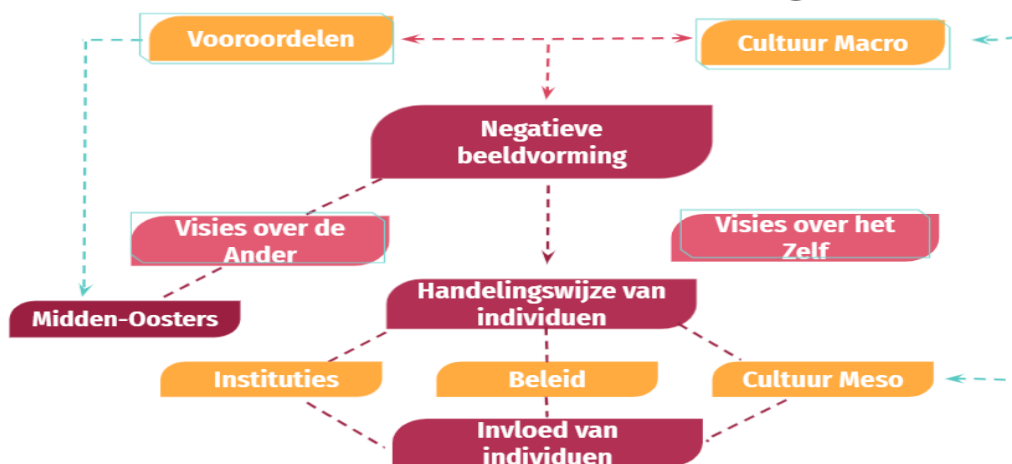 Vooroordelen
Cultuur Macro
Negatieve
beeldvorming
Visies over de
Ander
Visies over het
Zelf
Midden-Oosters
Handelingswijze van
individuen
Instituties
Beleid
Cultuur Meso
Invloed van
individuen